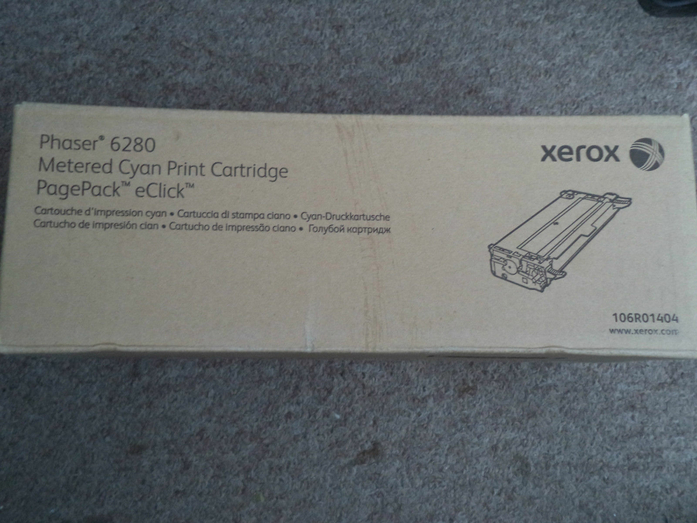 Phaser® 6280
Metered Cyan Print Cartridge
PagePack™ eClick™
Cartouche d'impression cyan • Cartuccia di stampa ciano • Cyan-Druckkartusche
Cartucho de impresión cian • Cartucho de impressão ciano • Голубой картридж
xerox
106R01404
www.xerox.com